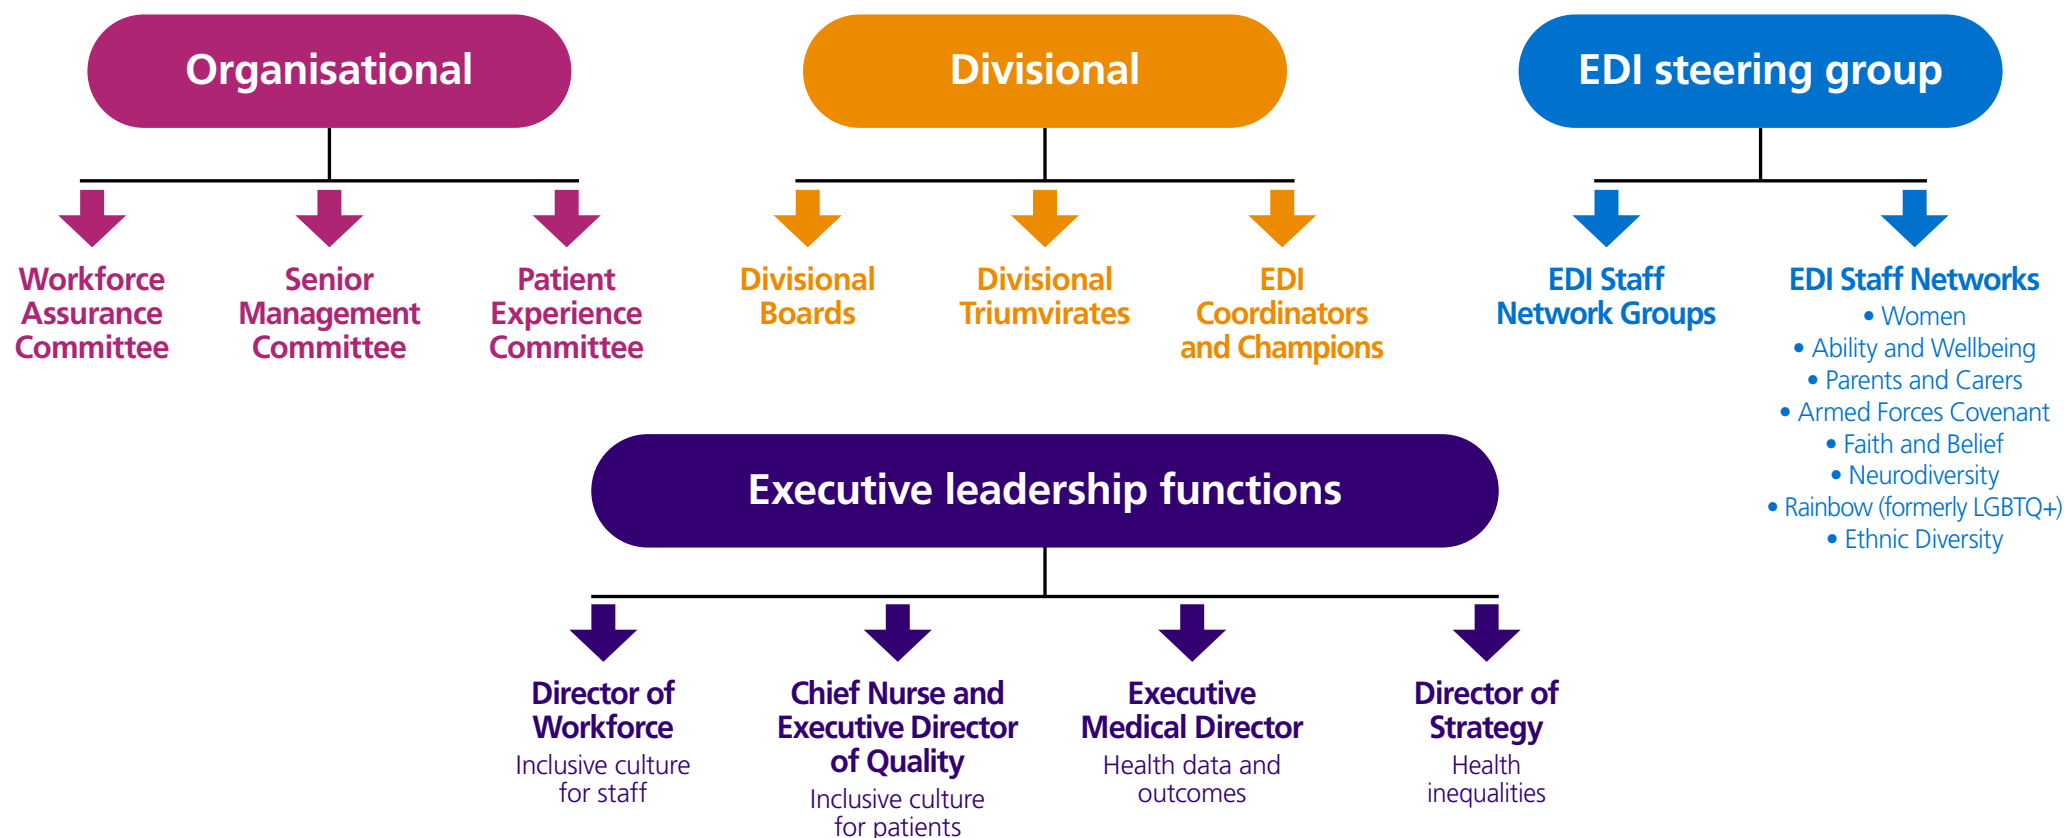 Organisational
Workforce
Assurance
Committee
Senior
Management
Committee
Patient
Experience
Committee
Divisional
Divisional
Boards
Divisional
Triumvirates
EDI
Coordinators
and Champions
EDI steering group
EDI Staff
Network Groups
EDI Staff Networks
• Women
• Ability and Wellbeing
• Parents and Carers
• Armed Forces Covenant
• Faith and Belief
• Neurodiversity
• Rainbow (formerly LGBTQ+)
• Ethnic Diversity
Executive leadership functions
Director of
Workforce
Inclusive culture
for staff
Chief Nurse and
Executive Director
of Quality
Inclusive culture
for patients
Executive
Medical Director
Health data and
outcomes
Director of
Strategy
Health
inequalities